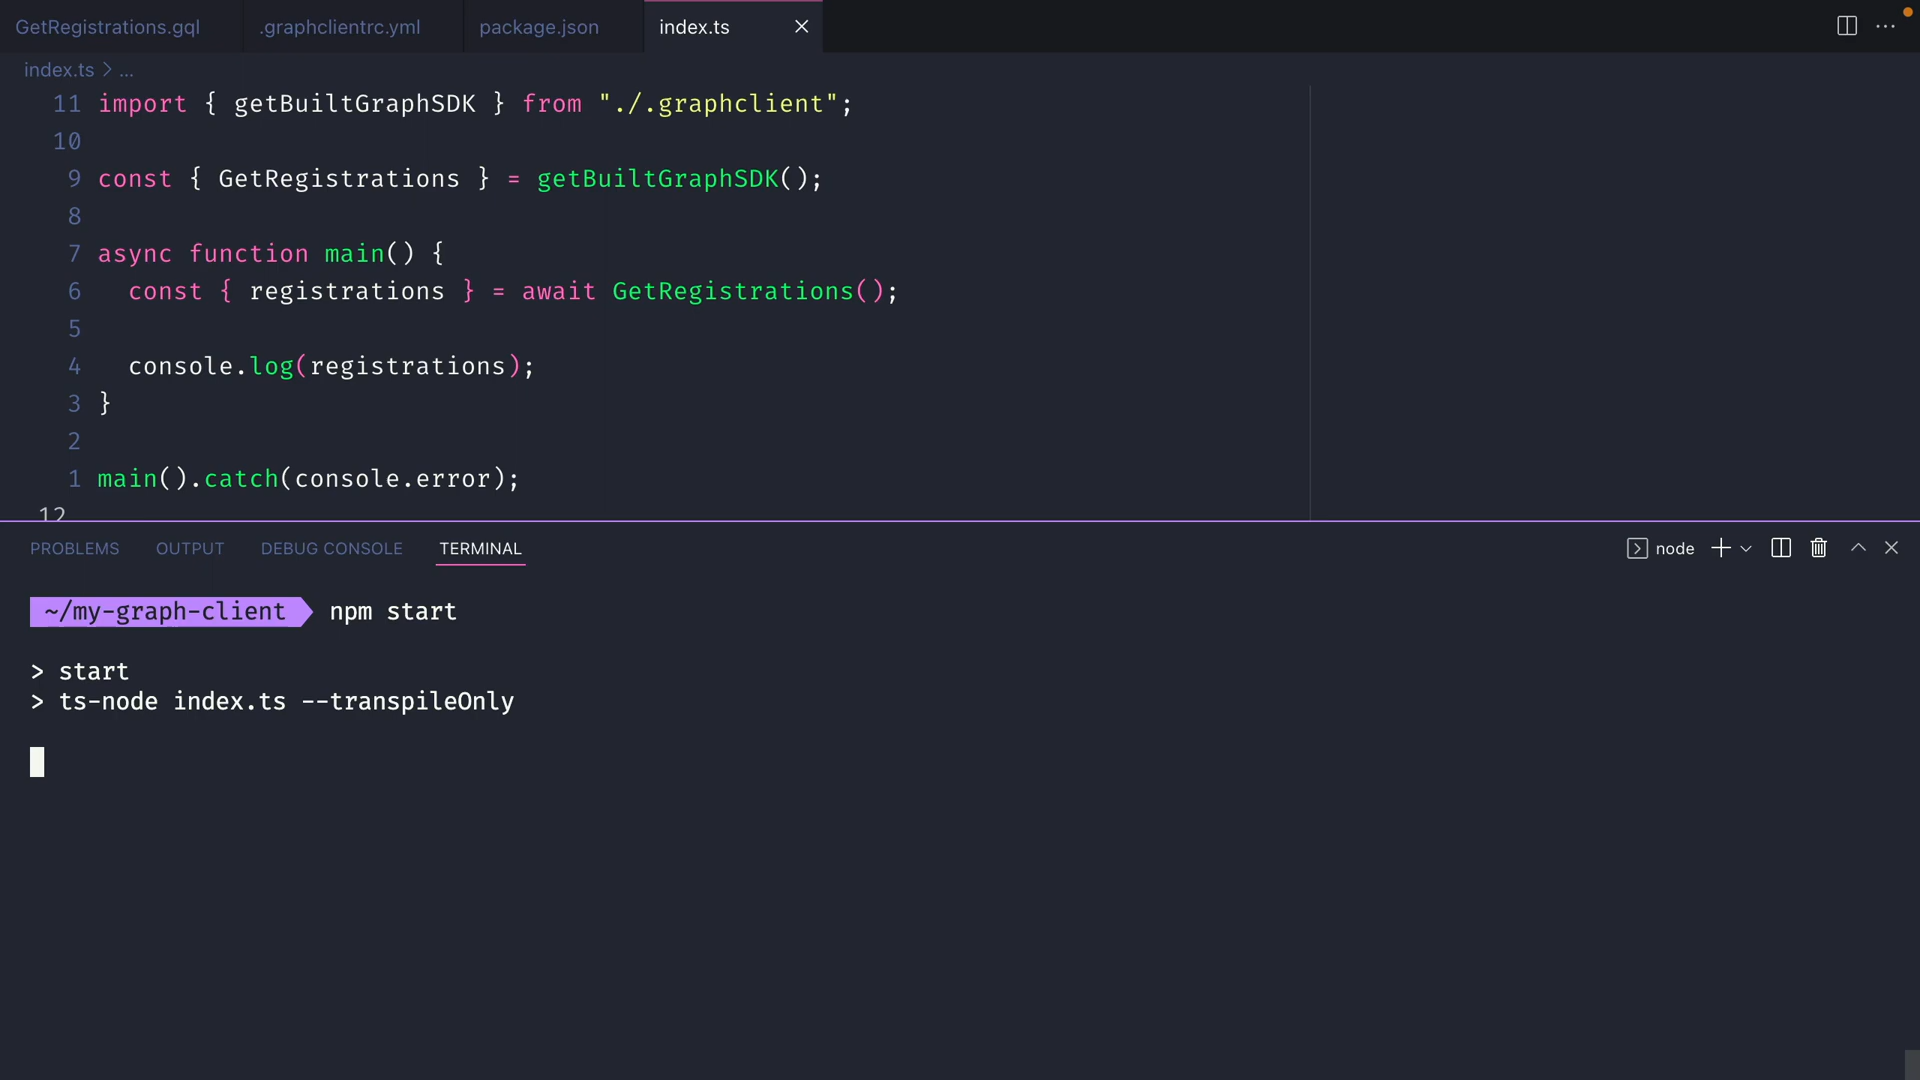 GetRegistrations.gql .graphclientrc.yml package.json index.ts
index.ts > ...
11 import { getBuiltGraphSDK } from "./.graphclient";
10
9 const { GetRegistrations } = getBuiltGraphSDK();
8
7 async function main() {
6 const { registrations } = await GetRegistrations();
5
4 console.log(registrations);
3 }
2
1 main().catch(console.error);
12
PROBLEMS OUTPUT DEBUG CONSOLE TERMINAL node
~/my-graph-client npm start
> start
> ts-node index.ts --transpileOnly